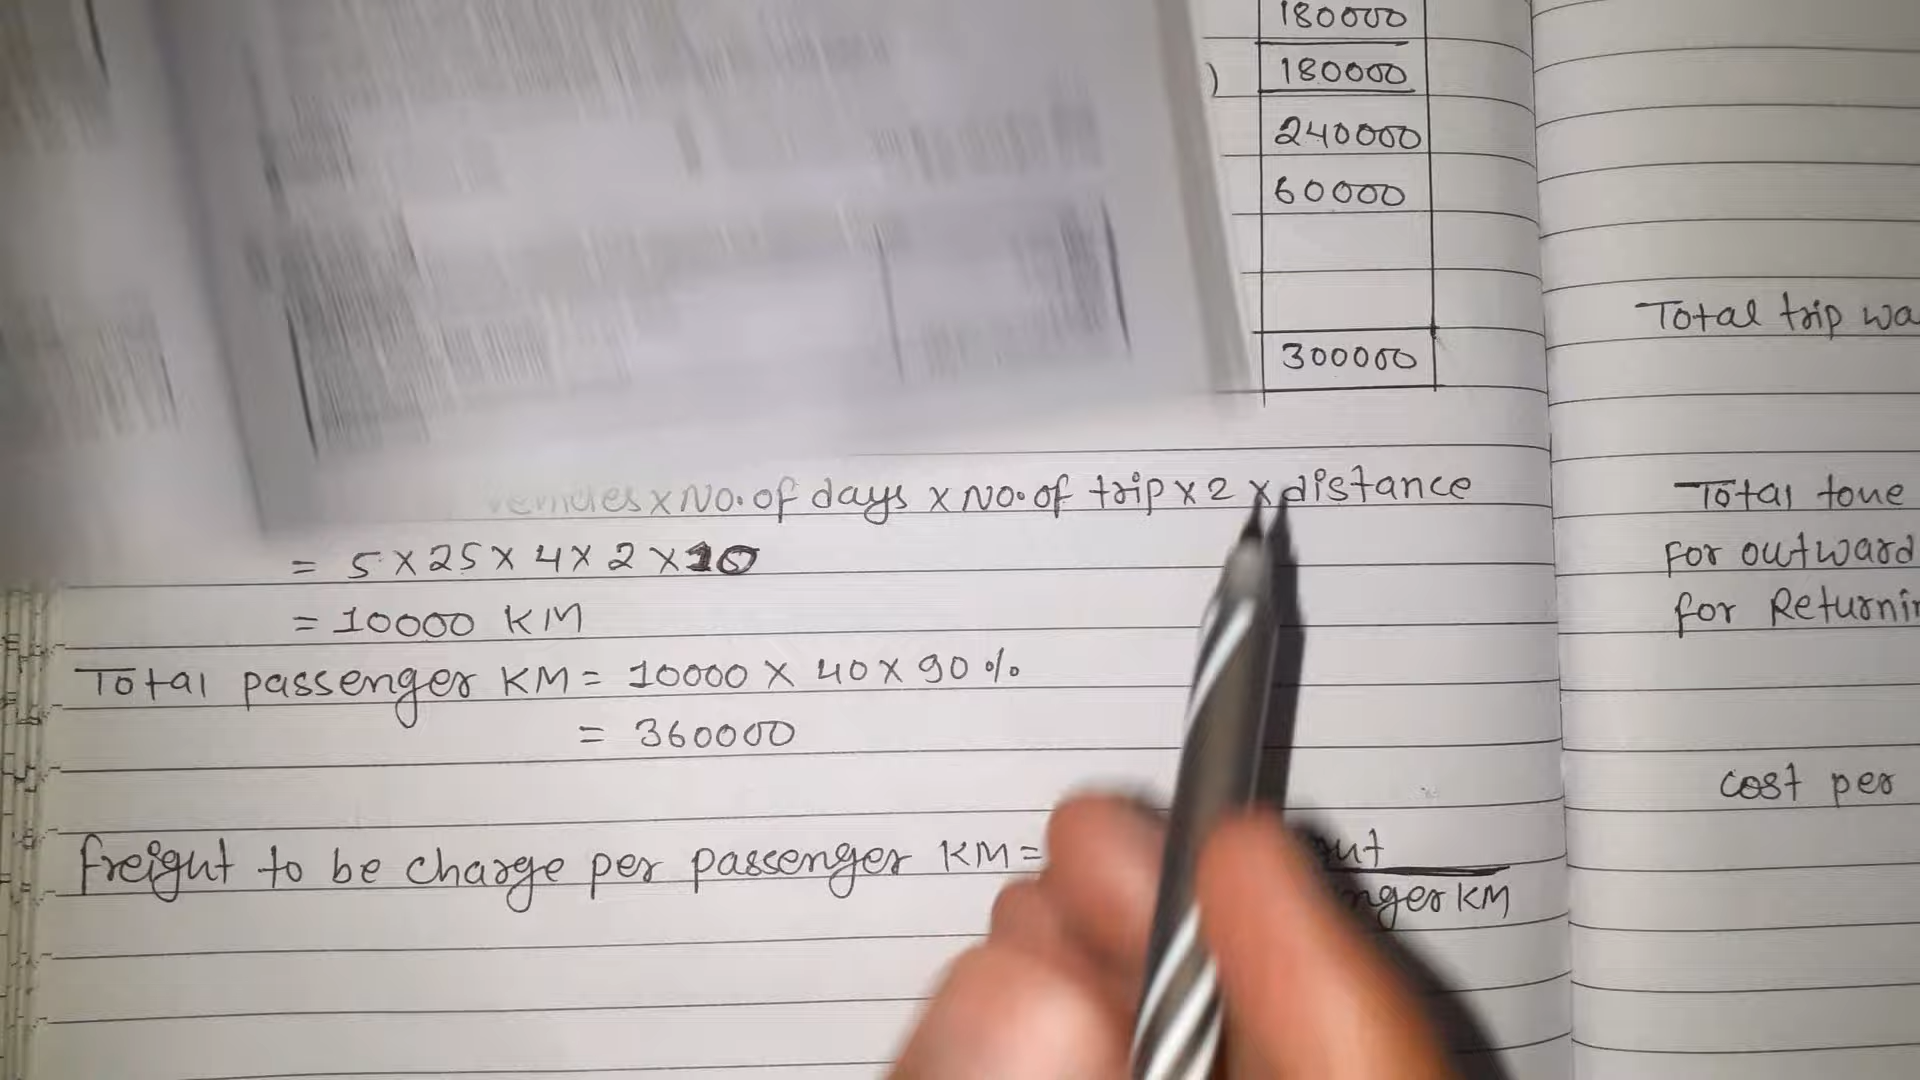 180000
) 180000
240000
60000
300000
vehicles x No. of days x No. of trip x 2 x distance
= 5 x 25 x 4 x 2 x 10
= 10000 KM
Total passenger KM = 10000 x 40 x 90 %
= 360000
freight to be charge per passenger KM =
KM
Total trip
Total tone
For outward
for
cost per